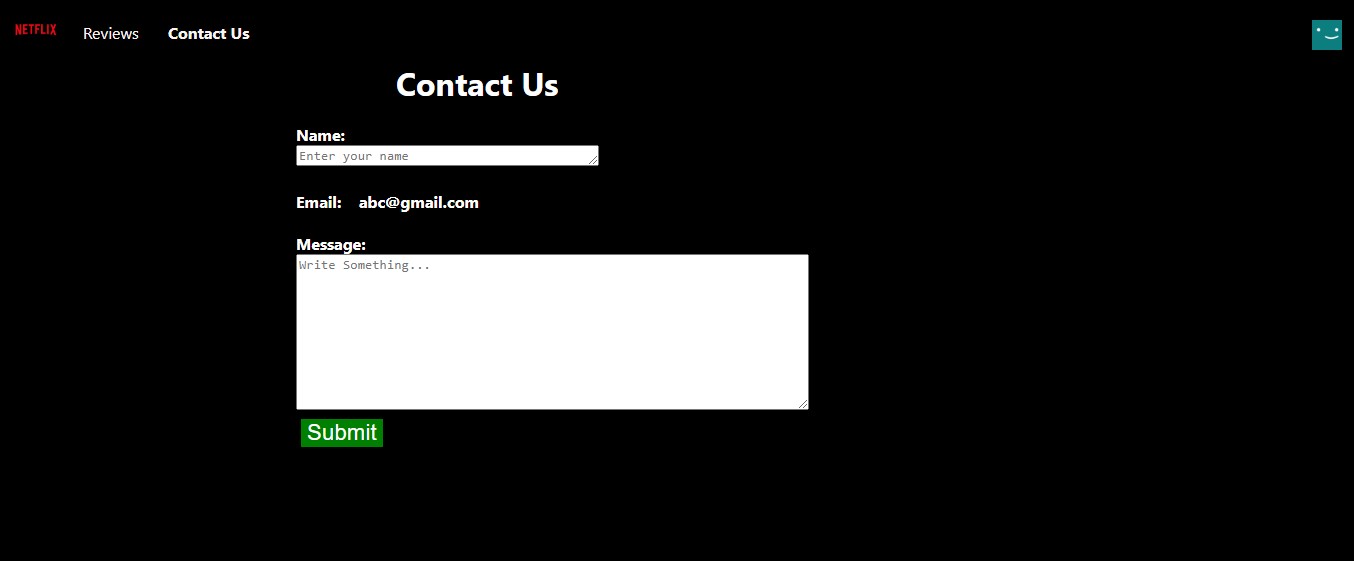 NETFLIX Reviews Contact Us
Contact Us
Name:
Enter your name
Email: abc@gmail.com
Message:
Write Something...
Submit